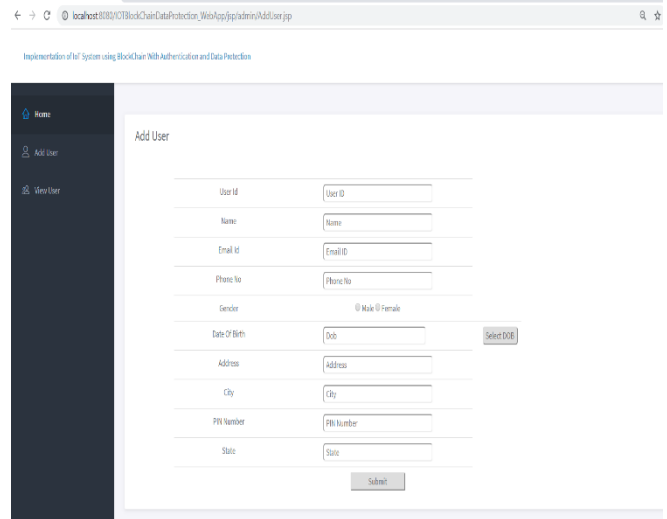 localhost:8080/IOTBlockChainDataProtection_WebApp/jsp/admin/AddUser.jsp
Implementation of IoT System using BlockChain With Authentication and Data Protection
Home
Add User
View User
Add User
User Id User ID
Name Name
Email Id Email ID
Phone No Phone No
Gender Male Female
Date Of Birth Dob Select DOB
Address Address
City City
PIN Number PIN Number
State State
Submit